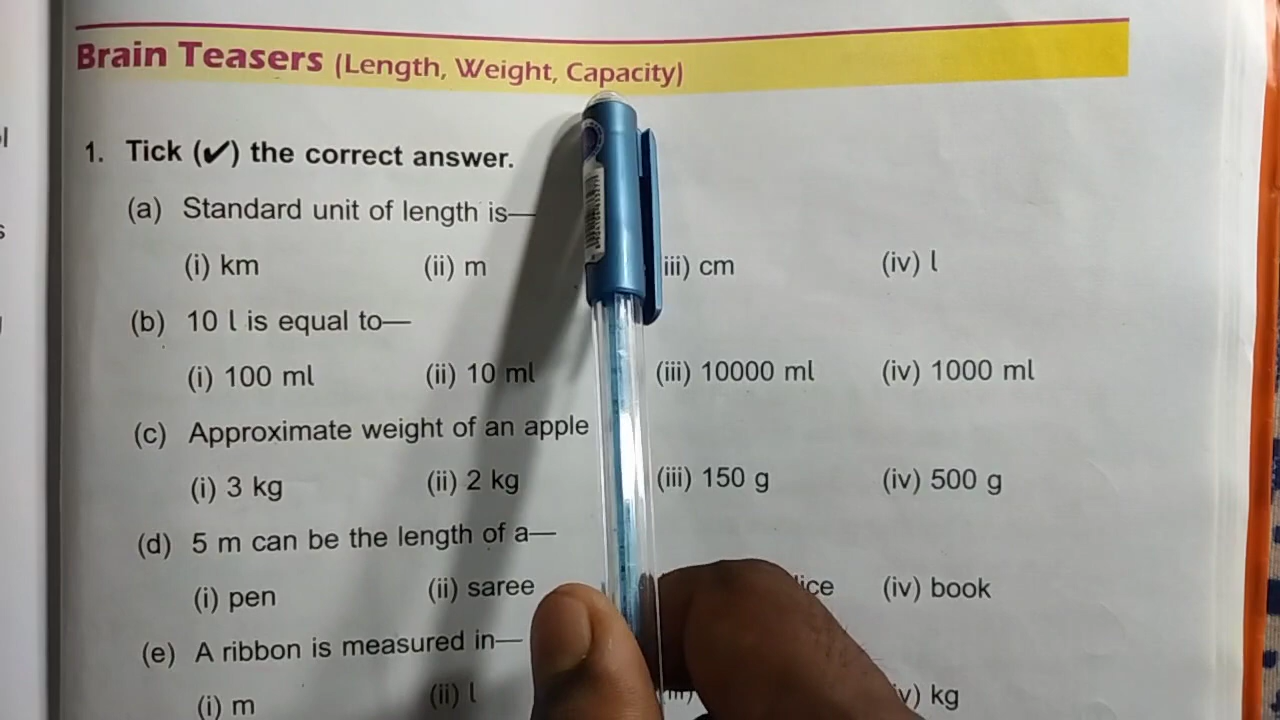 Brain Teasers (Length, Weight, Capacity)
1. Tick (✔) the correct answer.
(a) Standard unit of length is—
(i) km (ii) m iii) cm (iv) l
(b) 10 l is equal to—
(i) 100 ml (ii) 10 ml (iii) 10000 ml (iv) 1000 ml
(c) Approximate weight of an apple
(i) 3 kg (ii) 2 kg (iii) 150 g (iv) 500 g
(d) 5 m can be the length of a—
(i) pen (ii) saree ice (iv) book
(e) A ribbon is measured in—
(i) m (ii) l v) kg